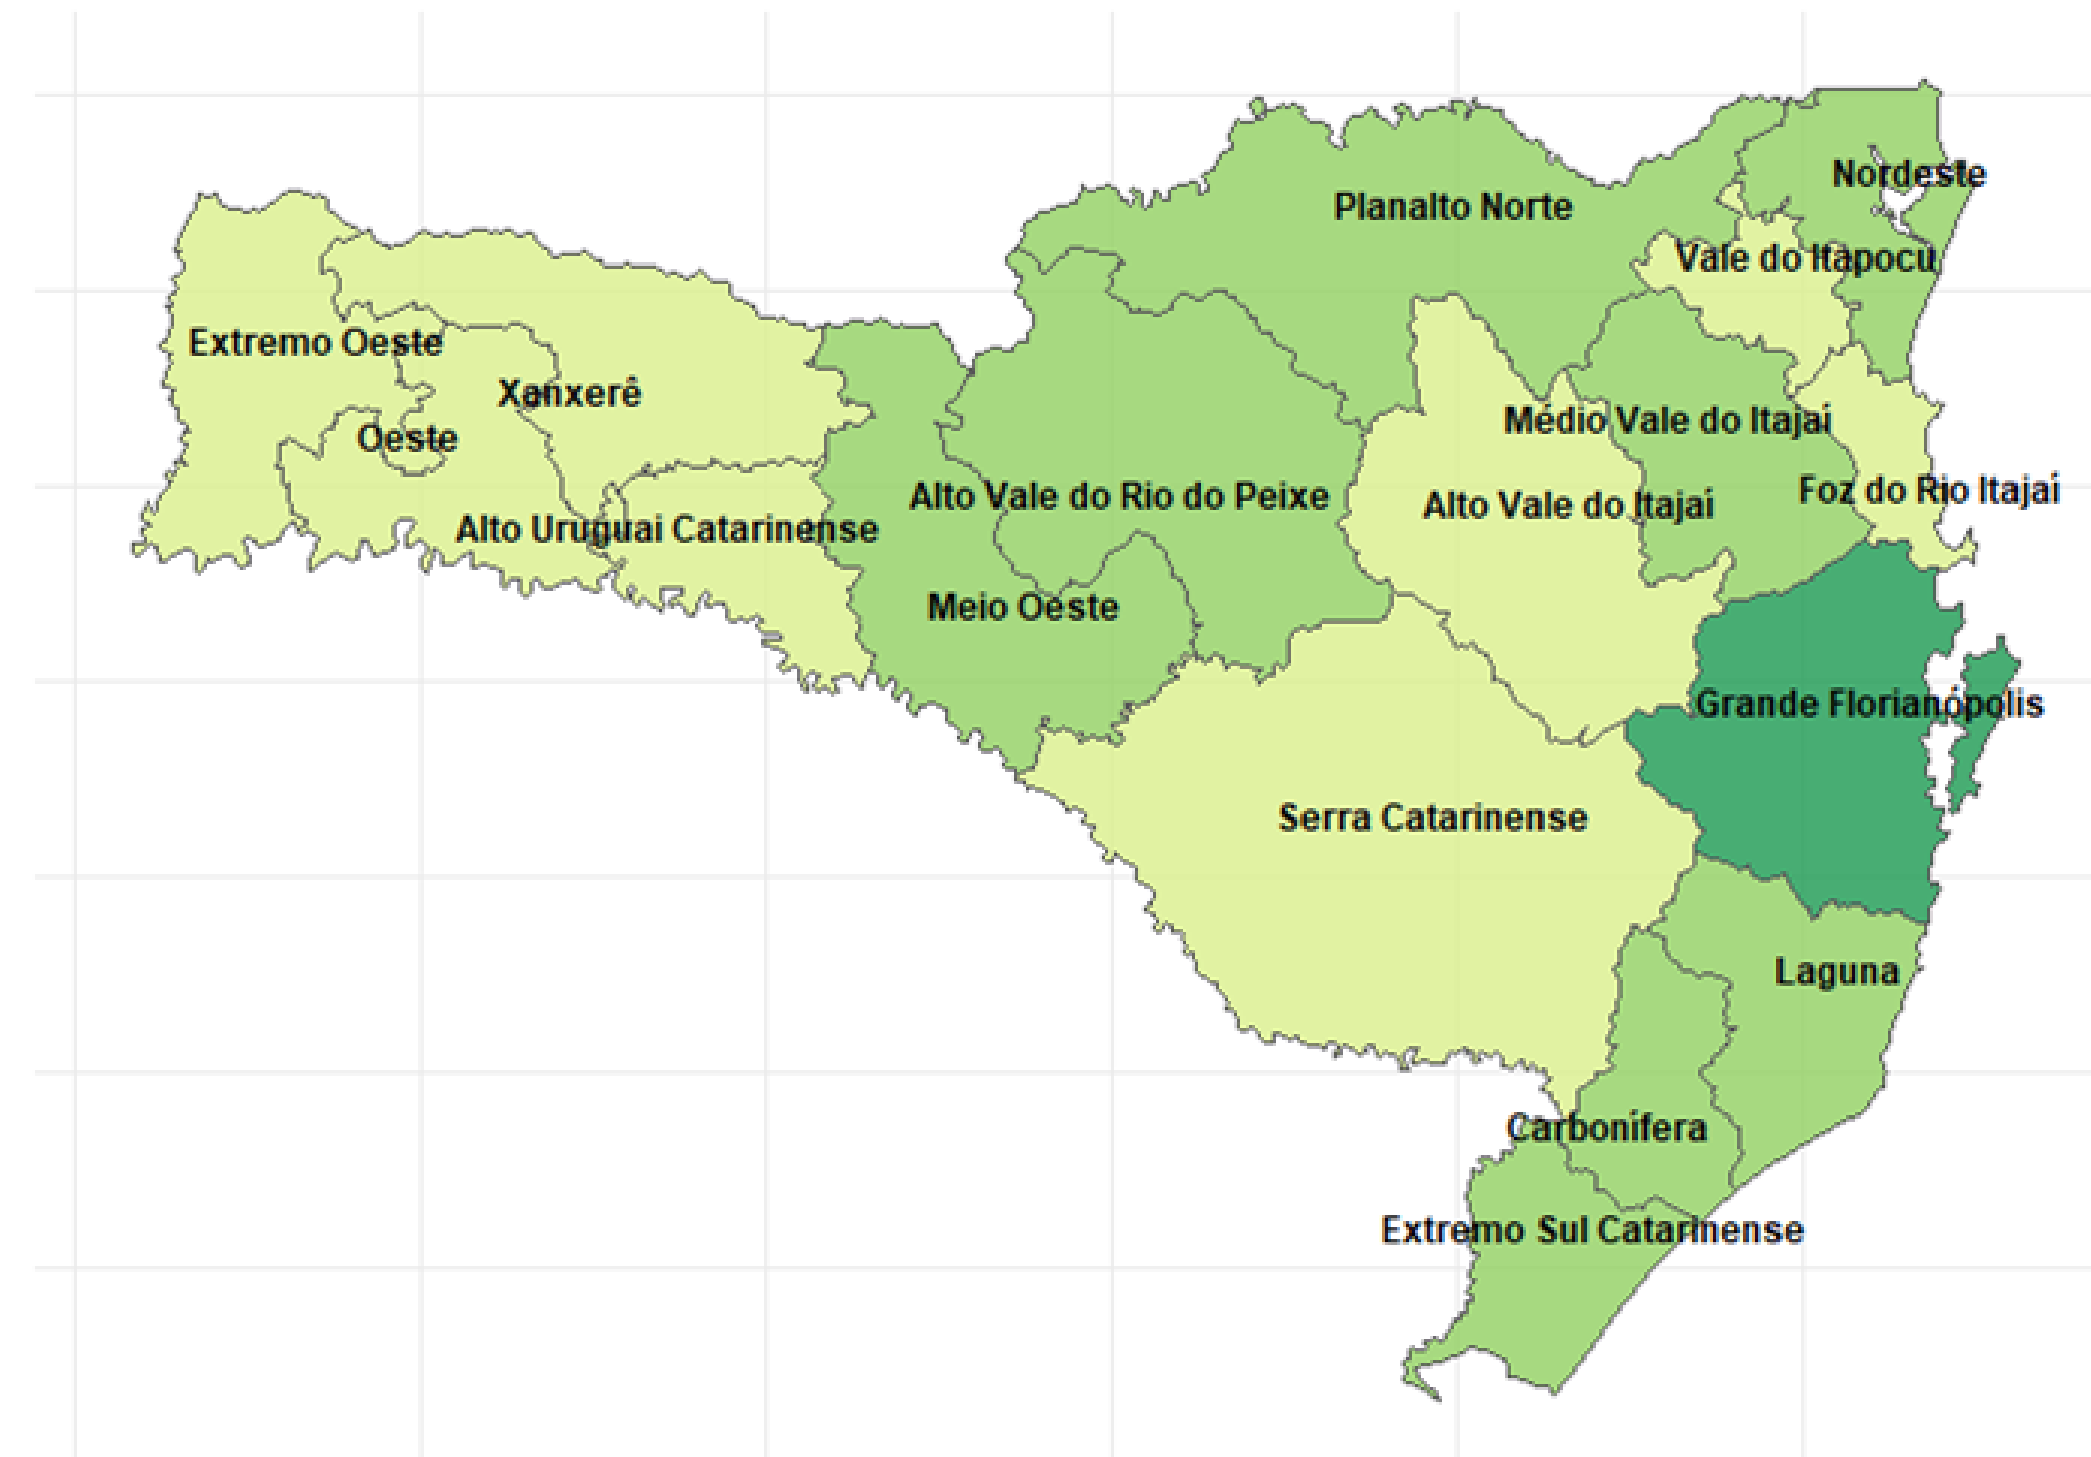 Nordeste
Planalto Norte
Vale do Itapocu
Extremo Oeste
Xanxerê
Oeste
Médio Vale do Itajaí
Alto Vale do Rio do Peixe
Alto Vale do Itajaí
Foz do Rio Itajaí
Alto Uruguai Catarinense
Meio Oeste
Grande Florianópolis
Serra Catarinense
Laguna
Carbonífera
Extremo Sul Catarinense